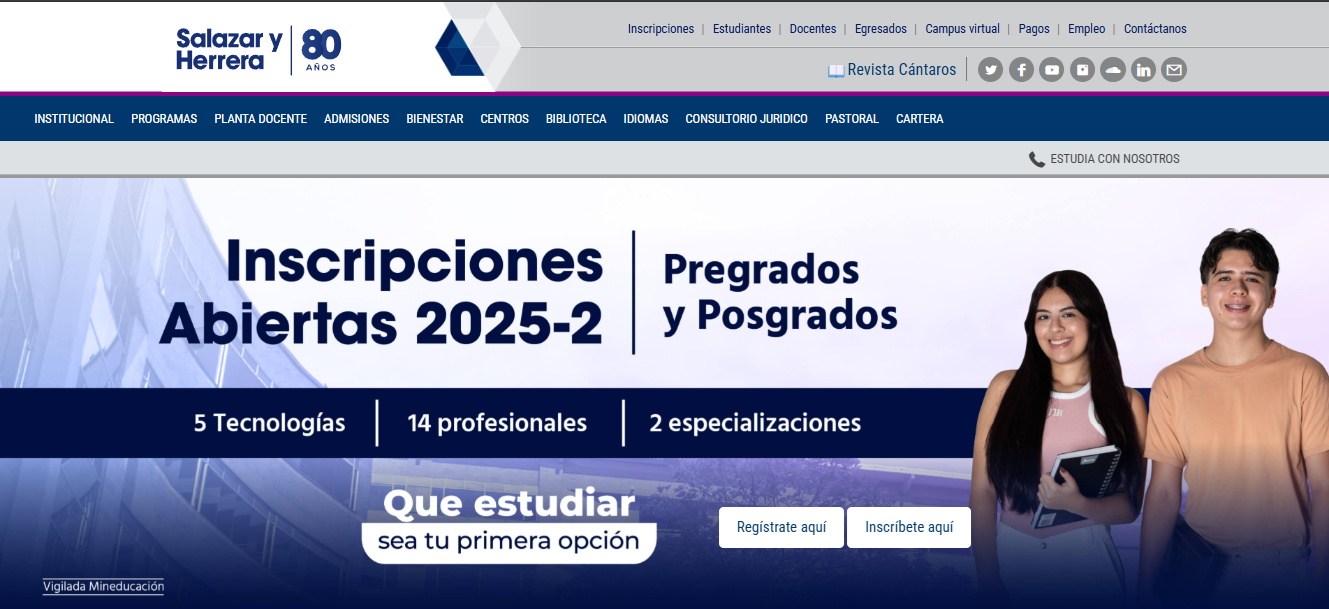 Salazar y
Herrera
80
AÑOS
Inscripciones | Estudiantes | Docentes | Egresados | Campus virtual | Pagos | Empleo | Contáctanos
Revista Cántaros
INSTITUCIONAL PROGRAMAS PLANTA DOCENTE ADMISIONES BIENESTAR CENTROS BIBLIOTECA IDIOMAS CONSULTORIO JURIDICO PASTORAL CARTERA
ESTUDIA CON NOSOTROS
Inscripciones
Abiertas 2025-2
Pregrados
y Posgrados
5 Tecnologías | 14 profesionales | 2 especializaciones
Que estudiar
sea tu primera opción
Regístrate aquí
Inscríbete aquí
Vigilada Mineducación